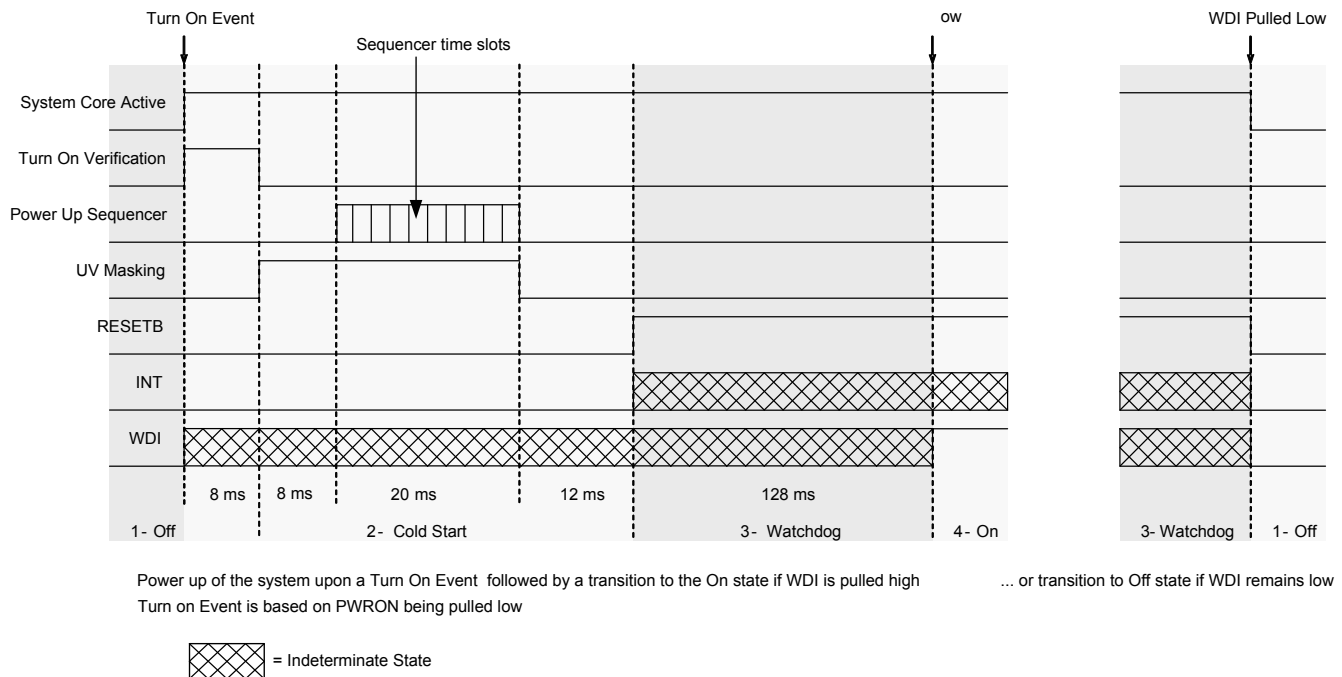 Turn On Event
ow
WDI Pulled Low
Sequencer time slots
System Core Active
Turn On Verification
Power Up Sequencer
UV Masking
RESETB
INT
WDI
8 ms
8 ms
20 ms
12 ms
128 ms
1- Off
2- Cold Start
3- Watchdog
4- On
3- Watchdog
1- Off
Power up of the system upon a Turn On Event followed by a transition to the On state if WDI is pulled high
... or transition to Off state if WDI remains low
Turn on Event is based on PWRON being pulled low
= Indeterminate State